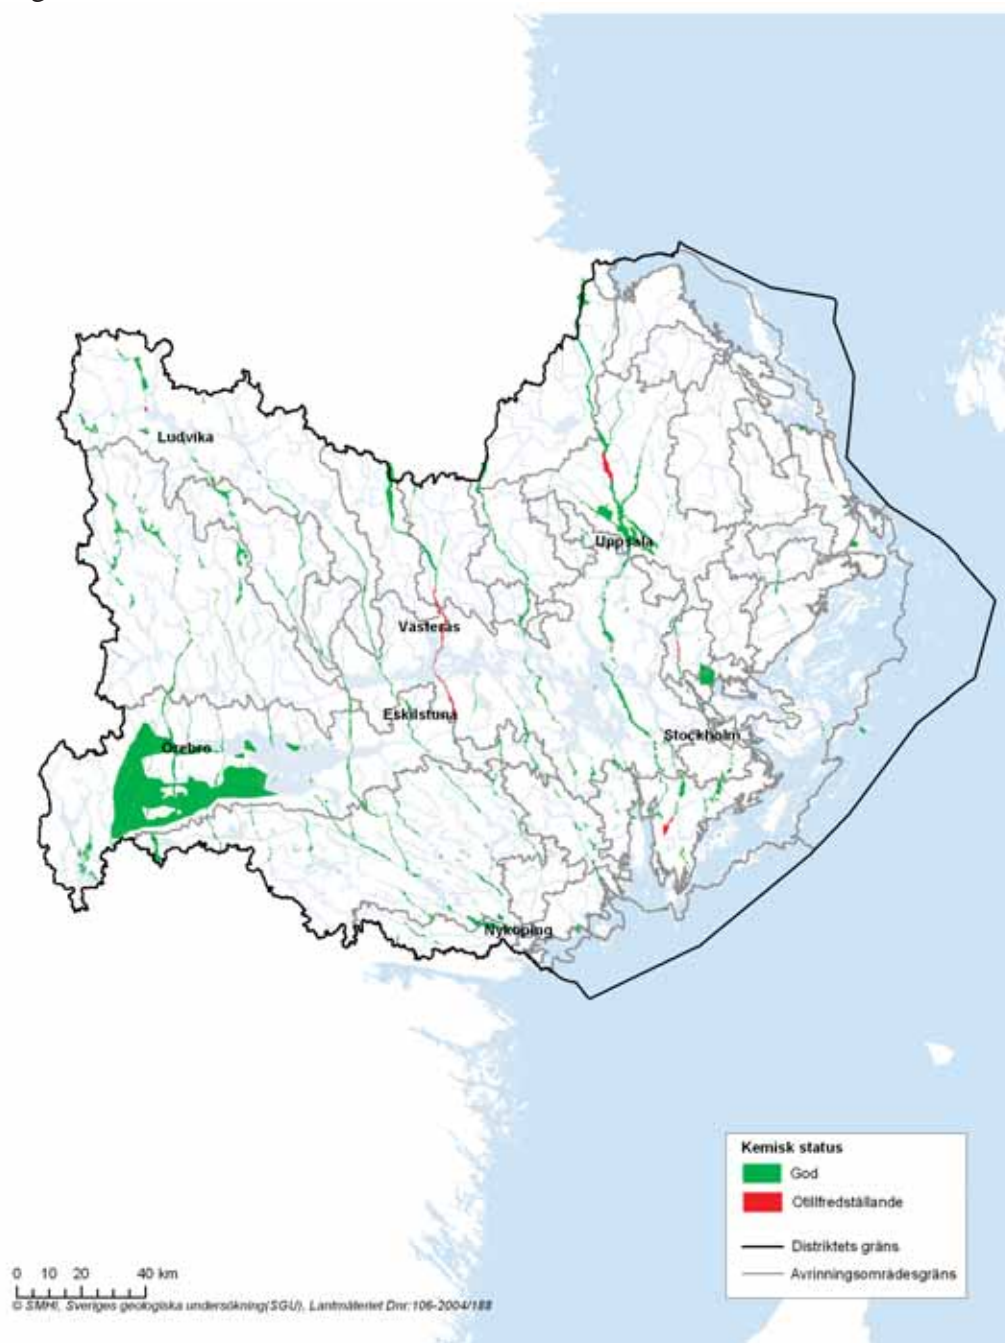 Ludvika
Uppsala
Västerås
Eskilstuna
Örebro
Stockholm
Nyköping
Kemisk status
God
Otillfredställande
Distriktets gräns
Avrinningsområdesgräns
0 10 20 40 km
© SMHI, Sveriges geologiska undersökning(SGU), Lantmäteriet Dnr:106-2004/188